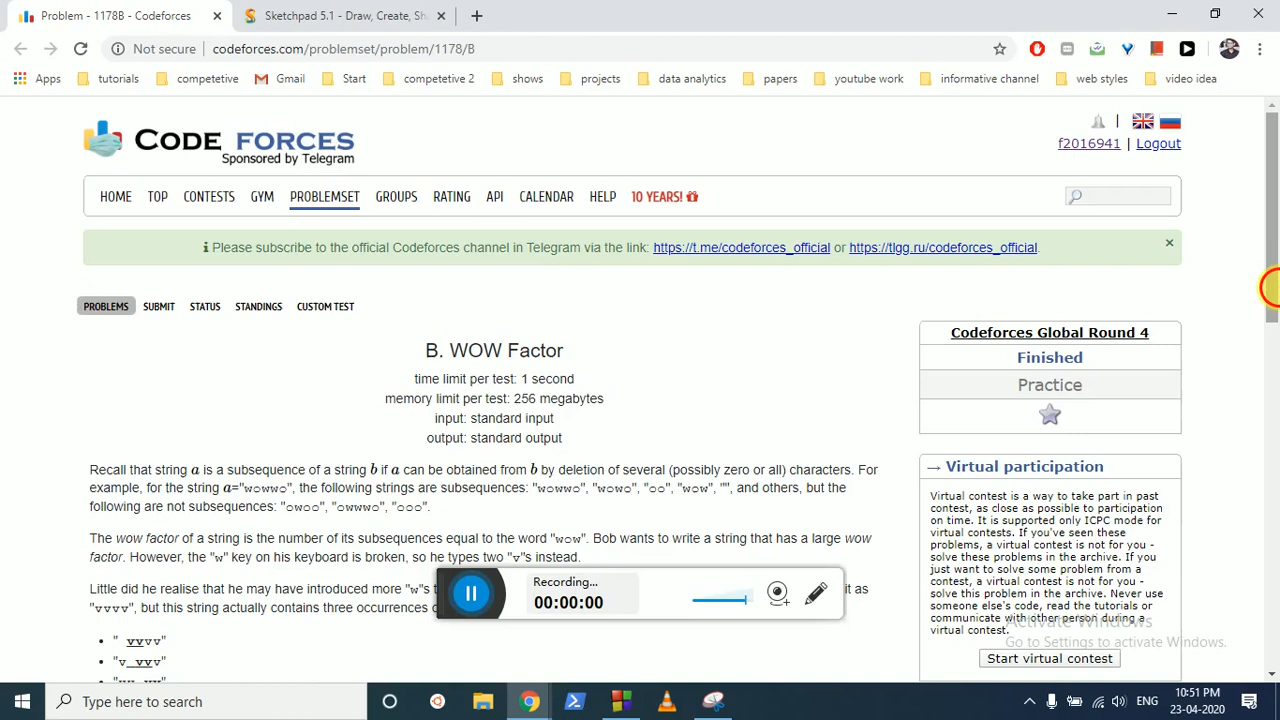 Problem - 1178B - Codeforces
Sketchpad 5.1 - Draw, Create, Sh
Not secure
codeforces.com/problemset/problem/1178/B
Apps
tutorials
competetive
Gmail
Start
competetive 2
shows
projects
data analytics
papers
youtube work
informative channel
web styles
video idea
CODE FORCES
Sponsored by Telegram
f2016941 | Logout
HOME TOP CONTESTS GYM PROBLEMSET GROUPS RATING API CALENDAR HELP 10 YEARS!
Please subscribe to the official Codeforces channel in Telegram via the link: https://t.me/codeforces_official or https://tlgg.ru/codeforces_official.
PROBLEMS SUBMIT STATUS STANDINGS CUSTOM TEST
B. WOW Factor
time limit per test: 1 second
memory limit per test: 256 megabytes
input: standard input
output: standard output
Recall that string a is a subsequence of a string b if a can be obtained from b by deletion of several (possibly zero or all) characters. For
example, for the string a="wowwo", the following strings are subsequences: "wowwo", "wowo", "oo", "wow", "", and others, but the
following are not subsequences: "owoo", "owwwo", "ooo".
The wow factor of a string is the number of its subsequences equal to the word "wow". Bob wants to write a string that has a large wow
factor. However, the "w" key on his keyboard is broken, so he types two "v"s instead.
Little did he realise that he may have introduced more "w"s t
it as
"vvvv", but this string actually contains three occurrences
• " vvvv"
• "v vvv"
Codeforces Global Round 4
Finished
Practice
→ Virtual participation
Virtual contest is a way to take part in past
contest, as close as possible to participation
on time. It is supported only ICPC mode for
virtual contests. If you've seen these
problems, a virtual contest is not for you -
solve these problems in the archive. If you
just want to solve some problem from a
contest, a virtual contest is not for you -
solve this problem in the archive. Never use
someone else's code, read the tutorials or
communicate with other person during a
virtual contest.
Start virtual contest
Recording...
00:00:00
Activate Windows
Go to Settings to activate Windows.
Type here to search
ENG
10:51 PM
23-04-2020